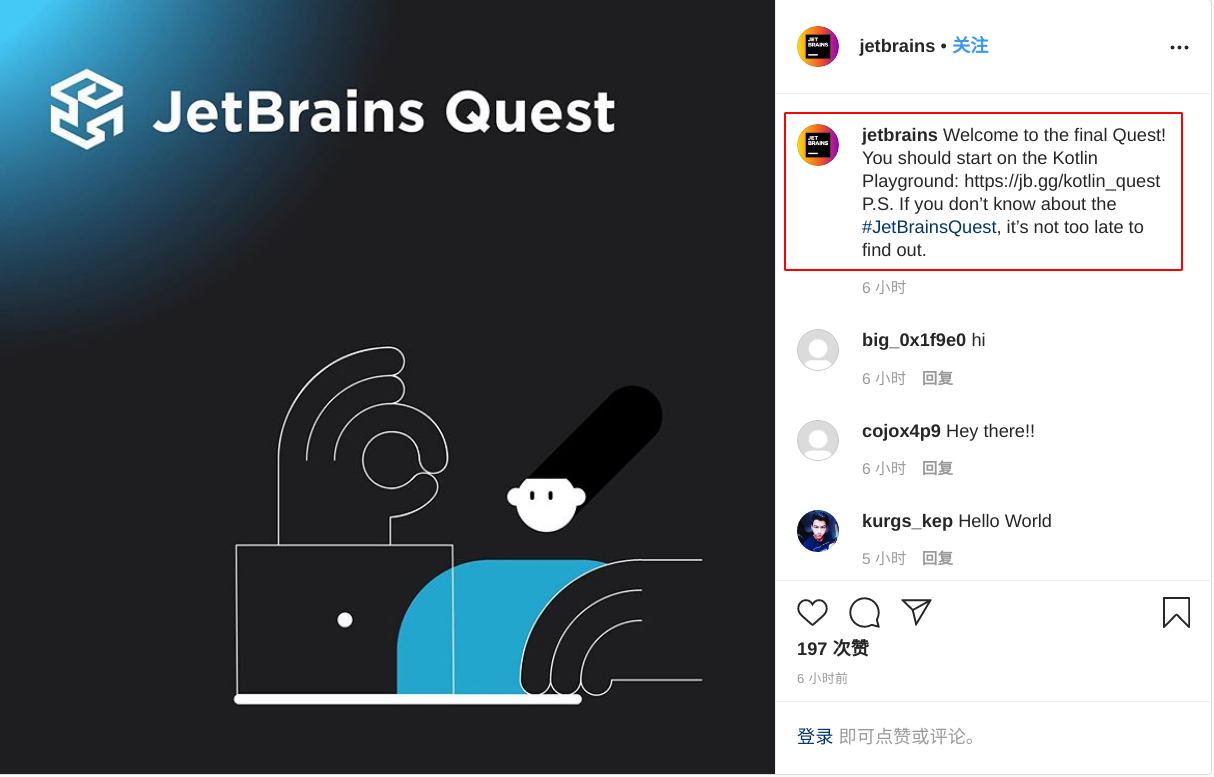 JetBrains Quest
JET
BRAINS
jetbrains • 关注
JET
BRAINS
jetbrains Welcome to the final Quest!
You should start on the Kotlin
Playground: https://jb.gg/kotlin_quest
P.S. If you don’t know about the
#JetBrainsQuest, it’s not too late to
find out.
6 小时
big_0x1f9e0 hi
6 小时 回复
cojox4p9 Hey there!!
6 小时 回复
kurgs_kep Hello World
5 小时 回复
197 次赞
6 小时前
登录 即可点赞或评论。